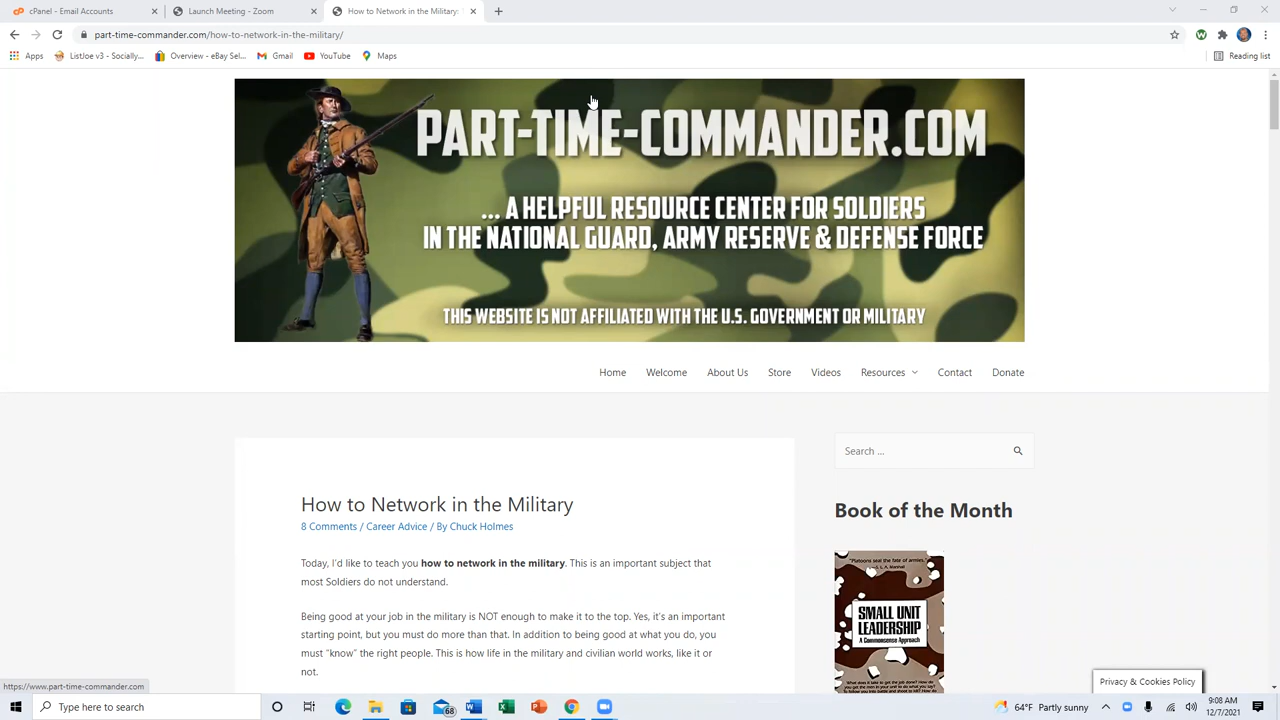 cPanel - Email Accounts
Launch Meeting - Zoom
How to Network in the Military:
part-time-commander.com/how-to-network-in-the-military/
Apps
ListJoe v3 - Socially...
Overview - eBay Sel...
Gmail
YouTube
Maps
Reading list
PART-TIME-COMMANDER.COM
... A HELPFUL RESOURCE CENTER FOR SOLDIERS
IN THE NATIONAL GUARD, ARMY RESERVE & DEFENSE FORCE
THIS WEBSITE IS NOT AFFILIATED WITH THE U.S. GOVERNMENT OR MILITARY
Home Welcome About Us Store Videos Resources Contact Donate
Search ...
How to Network in the Military
8 Comments / Career Advice / By Chuck Holmes
Today, I'd like to teach you how to network in the military. This is an important subject that
most Soldiers do not understand.
Being good at your job in the military is NOT enough to make it to the top. Yes, it's an important
starting point, but you must do more than that. In addition to being good at what you do, you
must “know” the right people. This is how life in the military and civilian world works, like it or
not.
Book of the Month
"Platoons seal the fate of armies."
SMALL UNIT
LEADERSHIP
A Commonsense Approach
Privacy & Cookies Policy
https://www.part-time-commander.com
Type here to search
68
64°F Partly sunny
9:08 AM
12/7/2021